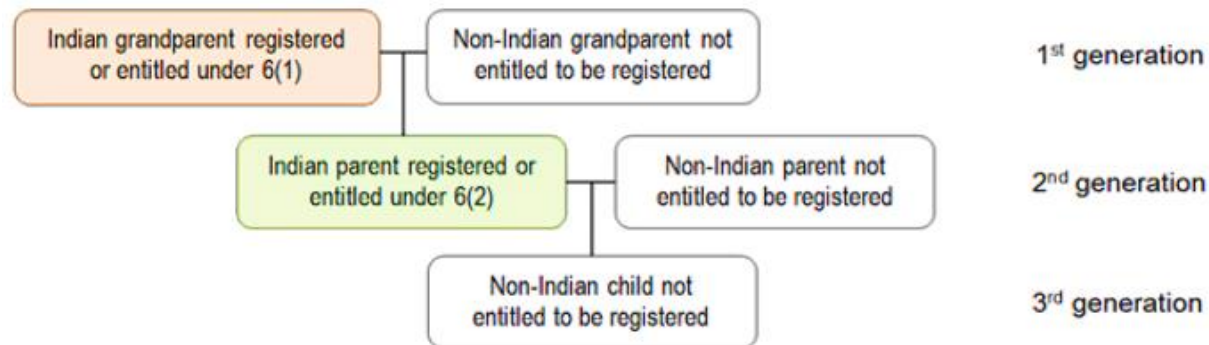 Indian grandparent registered
or entitled under 6(1)
Non-Indian grandparent not
entitled to be registered
1st generation
Indian parent registered or
entitled under 6(2)
Non-Indian parent not
entitled to be registered
2nd generation
Non-Indian child not
entitled to be registered
3rd generation